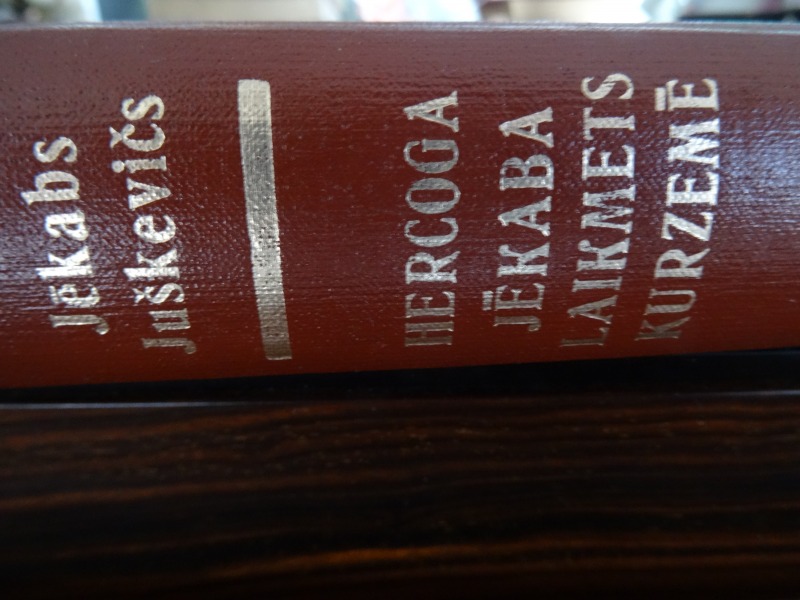 Jēkabs
Juškevičs
HERCOGA
JĒKABA
LAIKMETS
KURZEMĒ